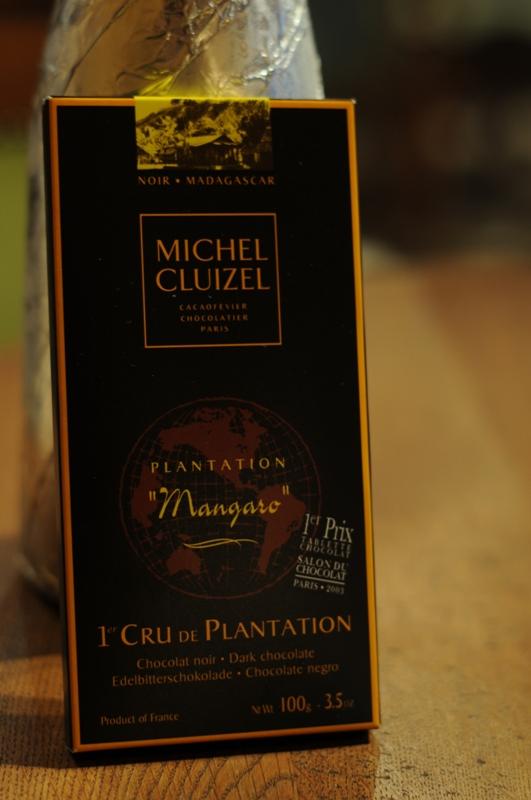 NOIR • MADAGASCAR
MICHEL
CLUIZEL
CACAOFEVIER
CHOCOLATIER
PARIS
PLANTATION
"Mangaro"
1er Prix
TABLETTE
CHOCOLAT
SALON DU
CHOCOLAT
PARIS • 2003
1er CRU DE PLANTATION
Chocolat noir • Dark chocolate
Edelbitterschokolade • Chocolate negro
Product of France
Net Wt 100g - 3.5oz